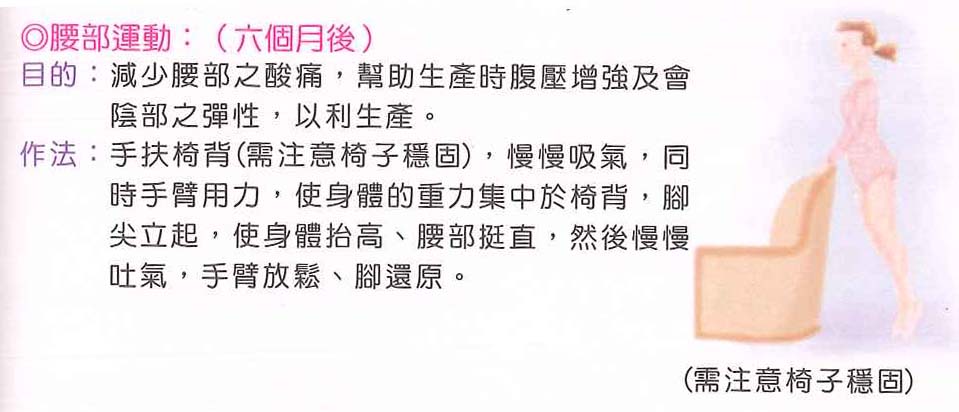 ◎腰部運動：（六個月後）
目的：減少腰部之酸痛，幫助生產時腹壓增強及會
陰部之彈性，以利生產。
作法：手扶椅背(需注意椅子穩固)，慢慢吸氣，同
時手臂用力，使身體的重力集中於椅背，腳
尖立起，使身體抬高、腰部挺直，然後慢慢
吐氣，手臂放鬆、腳還原。
(需注意椅子穩固)